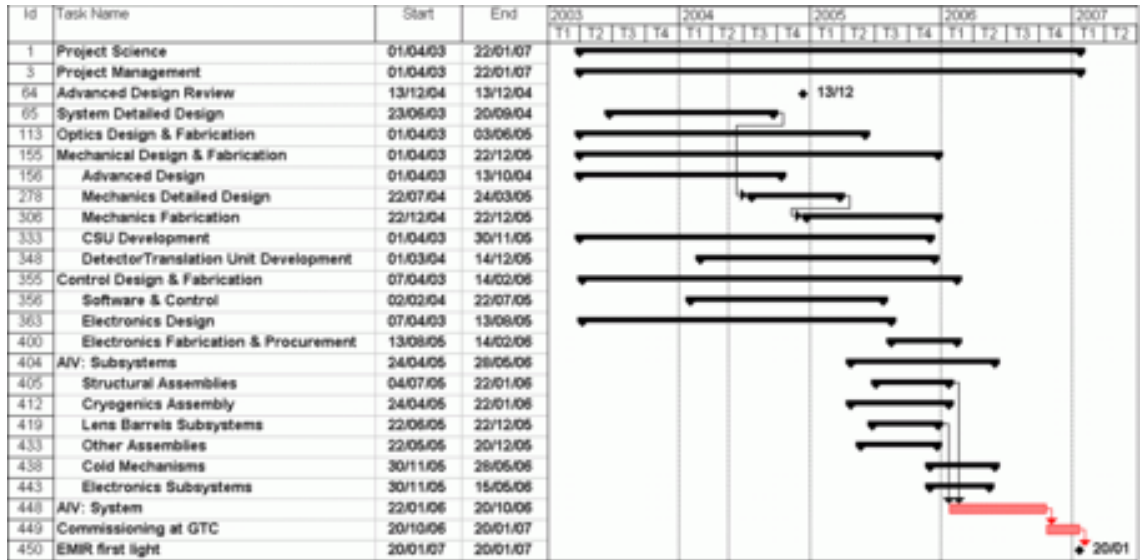 Id Task Name Start End 2003 2004 2005 2006 2007
T1 T2 T3 T4 T1 T2 T3 T4 T1 T2 T3 T4 T1 T2 T3 T4 T1 T2
1 Project Science 01/04/03 22/01/07
3 Project Management 01/04/03 22/01/07
64 Advanced Design Review 13/12/04 13/12/04 13/12
65 System Detailed Design 23/06/03 20/09/04
113 Optics Design & Fabrication 01/04/03 03/06/05
155 Mechanical Design & Fabrication 01/04/03 22/12/05
156 Advanced Design 01/04/03 13/10/04
278 Mechanics Detailed Design 22/07/04 24/03/05
306 Mechanics Fabrication 22/12/04 22/12/05
333 CSU Development 01/04/03 30/11/05
348 DetectorTranslation Unit Development 01/03/04 14/12/05
355 Control Design & Fabrication 07/04/03 14/02/06
356 Software & Control 02/02/04 22/07/05
363 Electronics Design 07/04/03 13/08/05
400 Electronics Fabrication & Procurement 13/08/05 14/02/06
404 AIV: Subsystems 24/04/05 28/05/06
405 Structural Assemblies 04/07/05 22/01/06
412 Cryogenics Assembly 24/04/05 22/01/06
419 Lens Barrels Subsystems 22/06/05 22/12/05
433 Other Assemblies 22/05/05 20/12/05
438 Cold Mechanisms 30/11/05 28/05/06
443 Electronics Subsystems 30/11/05 15/05/06
448 AIV: System 22/01/06 20/10/06
449 Commissioning at GTC 20/10/06 20/01/07
450 EMIR first light 20/01/07 20/01/07 20/01